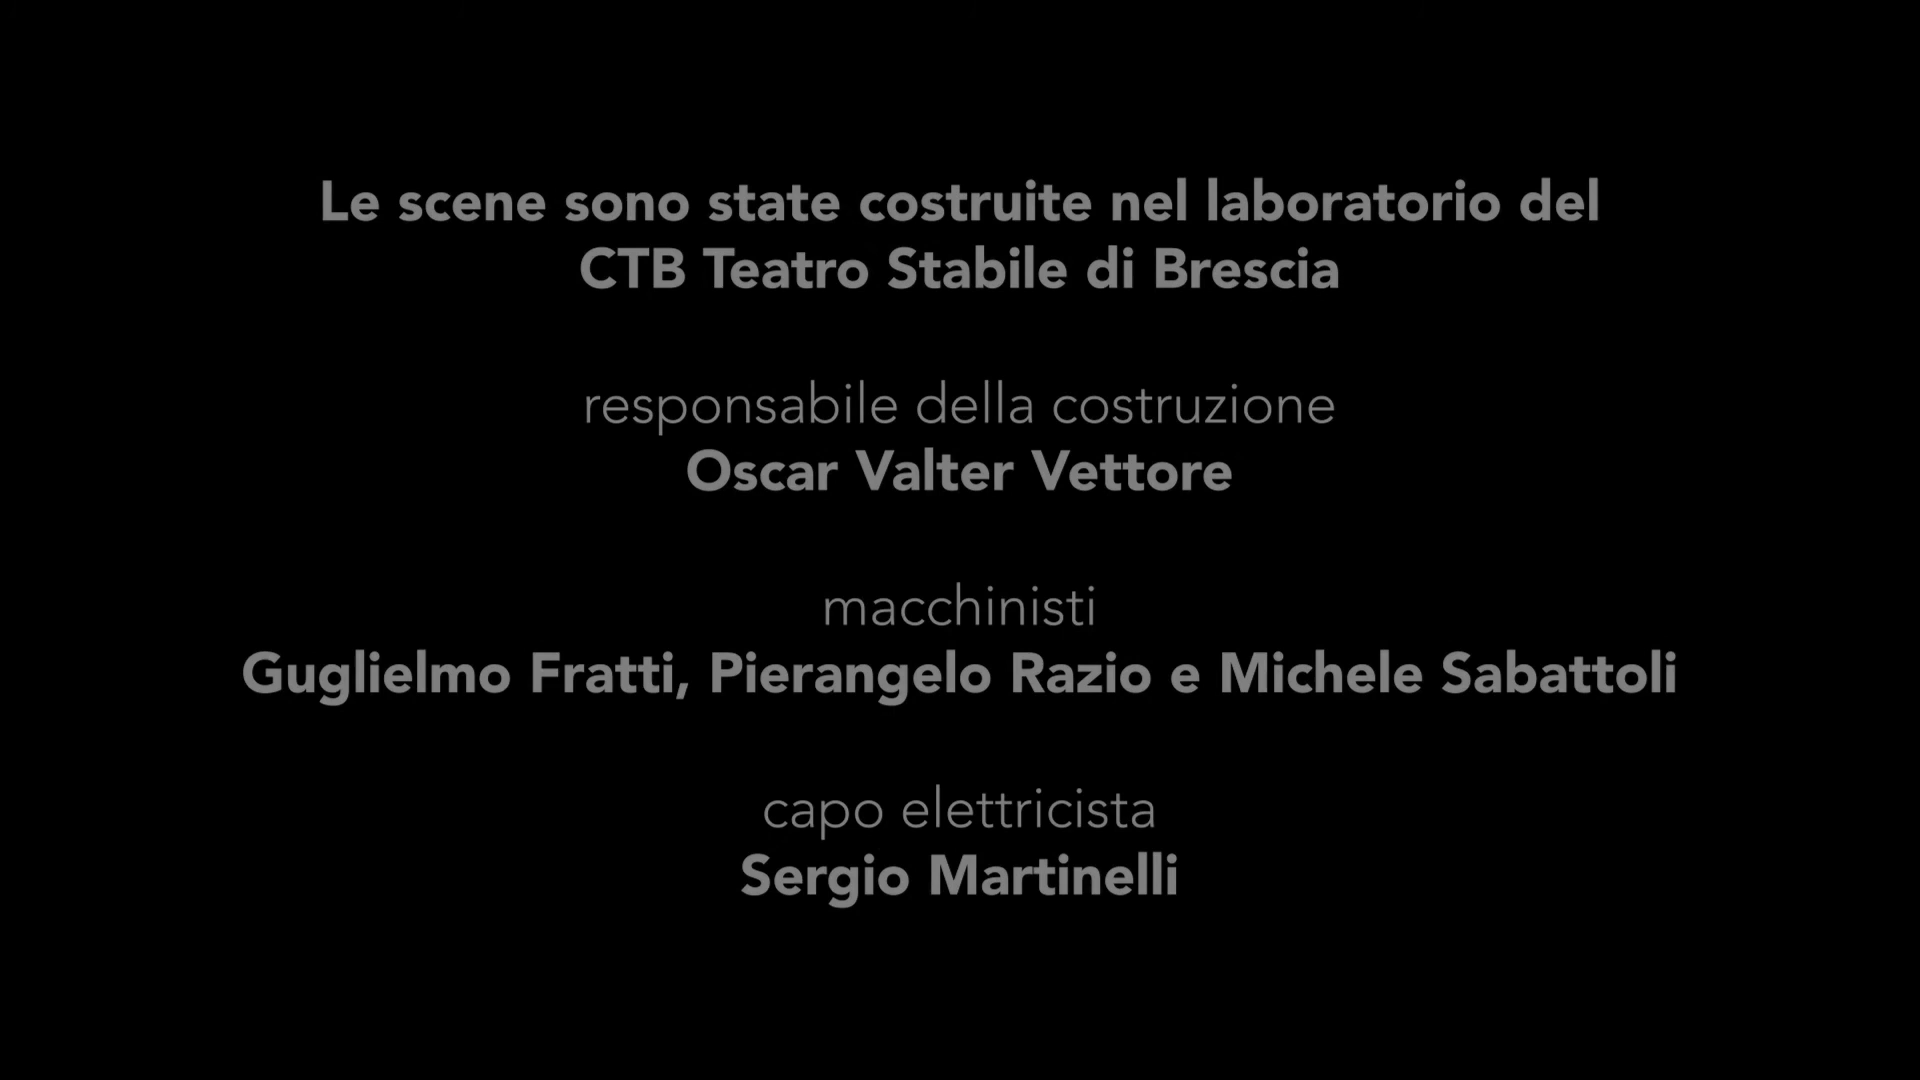 Le scene sono state costruite nel laboratorio del
CTB Teatro Stabile di Brescia
responsabile della costruzione
Oscar Valter Vettore
macchinisti
Guglielmo Fratti, Pierangelo Razio e Michele Sabattoli
capo elettricista
Sergio Martinelli